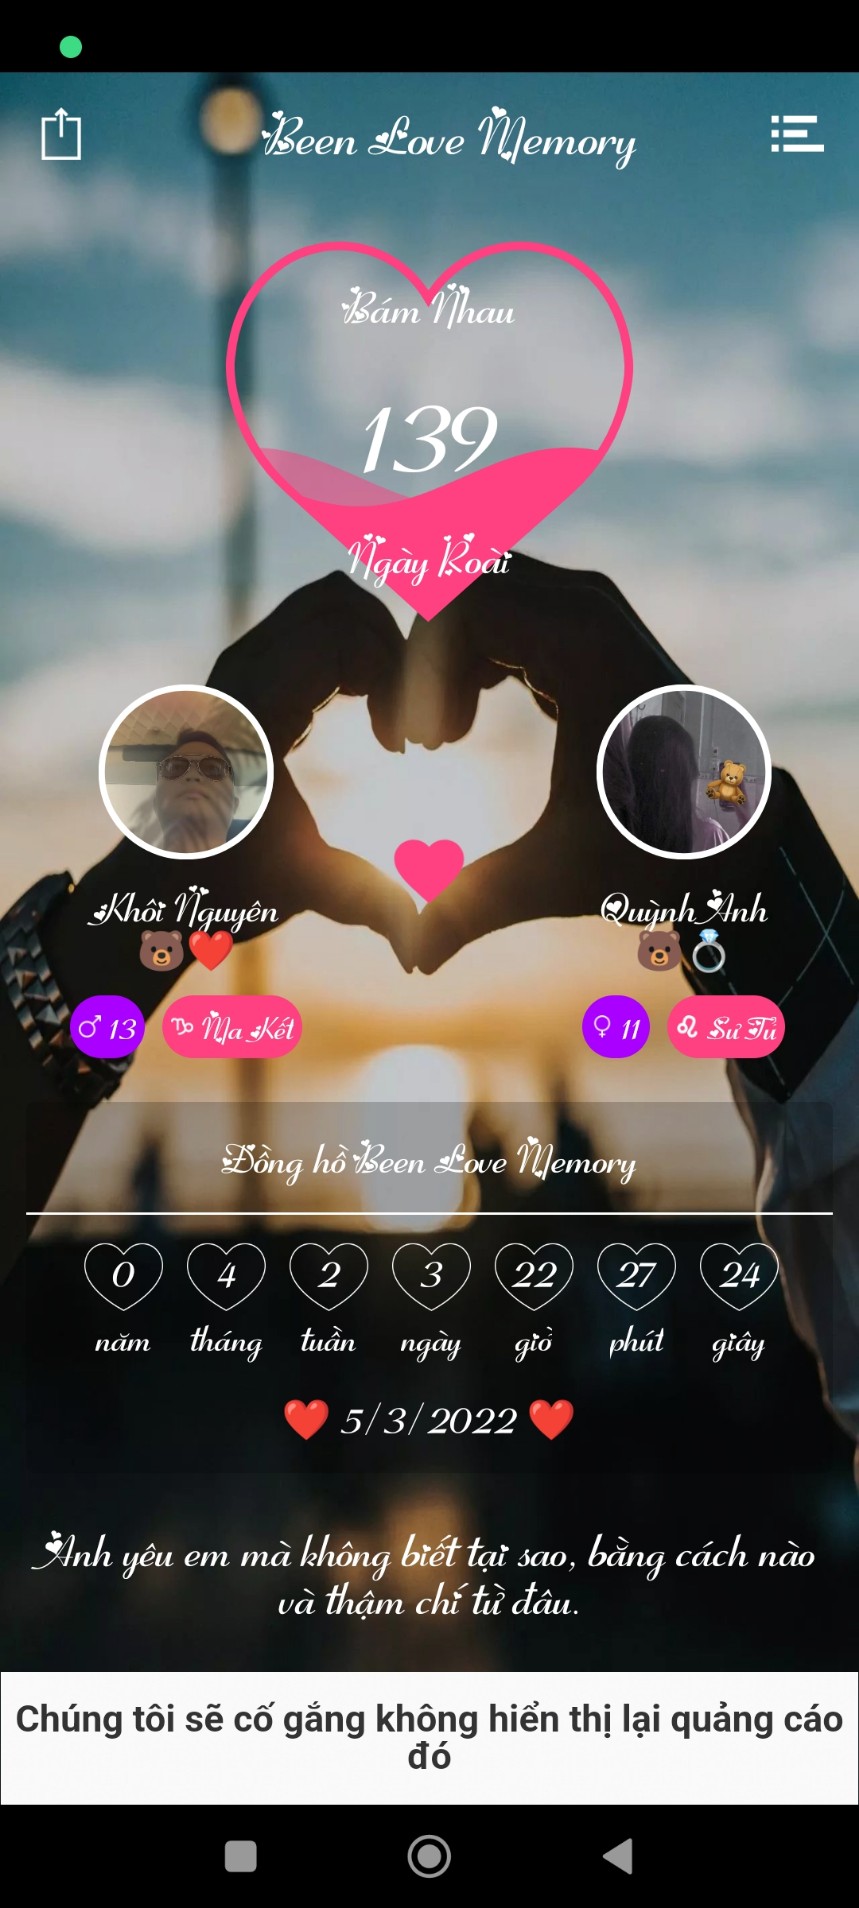 Been Love Memory
Bám Nhau
139
Ngày Roài
Khôi Nguyên
🐻❤️
Quỳnh Anh
🐻💍
♂ 13
♑ Ma Kết
♀ 11
♌ Sư Tử
Đồng hồ Been Love Memory
0 4 2 3 22 27 24
năm tháng tuần ngày giờ phút giây
❤️ 5/3/2022 ❤️
Anh yêu em mà không biết tại sao, bằng cách nào
và thậm chí từ đâu.
Chúng tôi sẽ cố gắng không hiển thị lại quảng cáo
đó